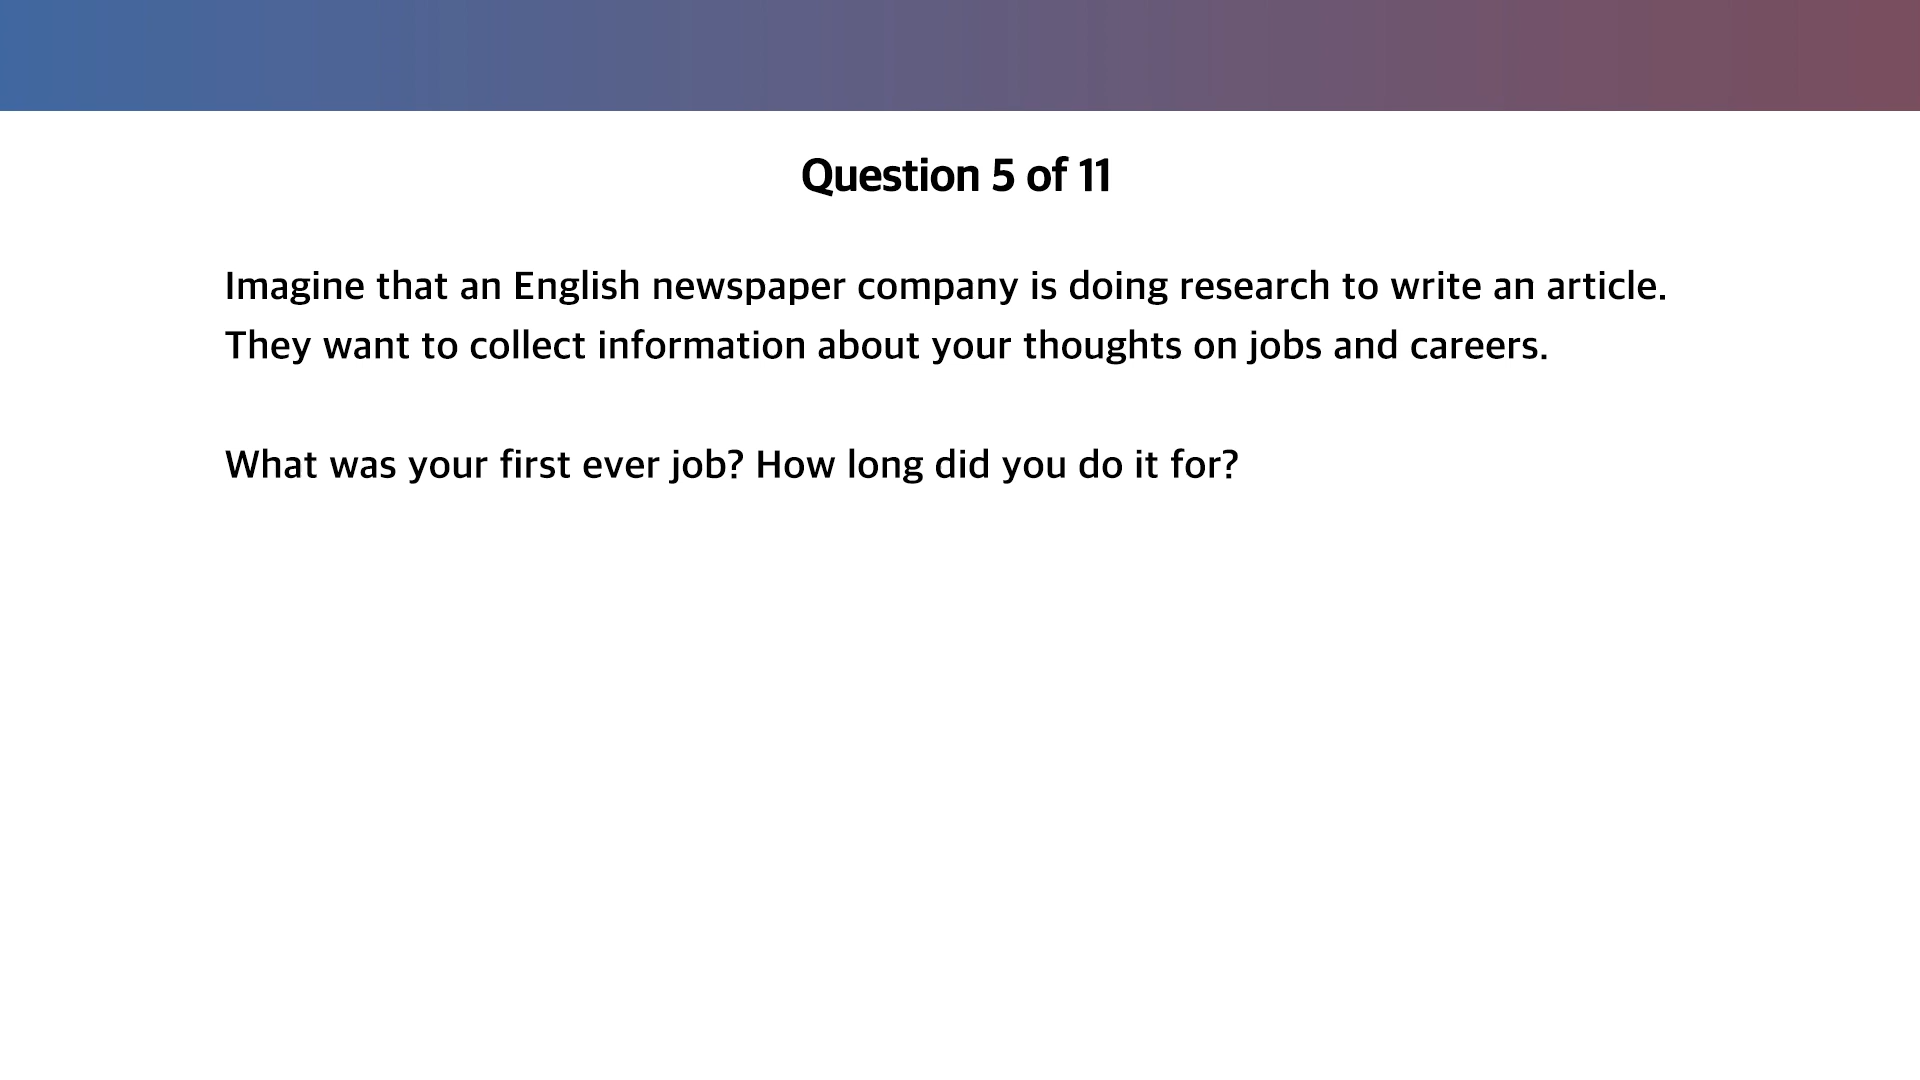 Question 5 of 11
Imagine that an English newspaper company is doing research to write an article.
They want to collect information about your thoughts on jobs and careers.
What was your first ever job? How long did you do it for?